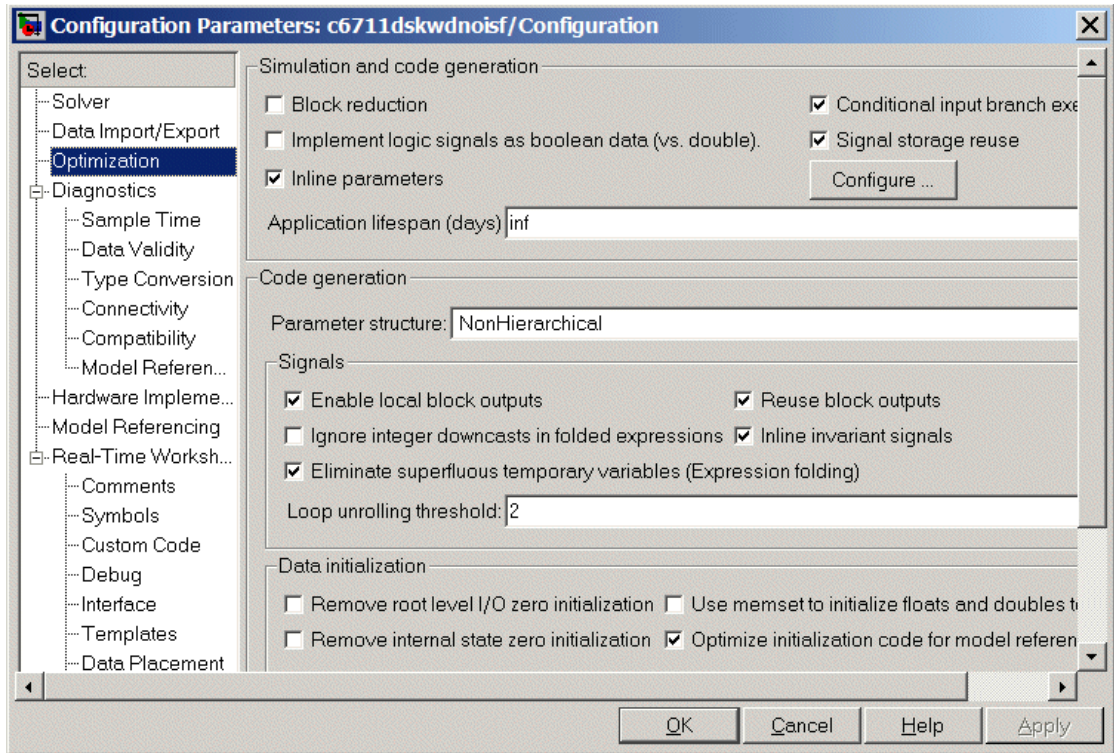 Configuration Parameters: c6711dskwdnoisf/Configuration
Select:
Solver
Data Import/Export
Optimization
Diagnostics
Sample Time
Data Validity
Type Conversion
Connectivity
Compatibility
Model Referen...
Hardware Impleme...
Model Referencing
Real-Time Worksh...
Comments
Symbols
Custom Code
Debug
Interface
Templates
Data Placement
Simulation and code generation
Block reduction
Conditional input branch exe
Implement logic signals as boolean data (vs. double).
Signal storage reuse
Inline parameters
Configure ...
Application lifespan (days) inf
Code generation
Parameter structure: NonHierarchical
Signals
Enable local block outputs
Reuse block outputs
Ignore integer downcasts in folded expressions
Inline invariant signals
Eliminate superfluous temporary variables (Expression folding)
Loop unrolling threshold: 2
Data initialization
Remove root level I/O zero initialization
Use memset to initialize floats and doubles t
Remove internal state zero initialization
Optimize initialization code for model referen
OK
Cancel
Help
Apply